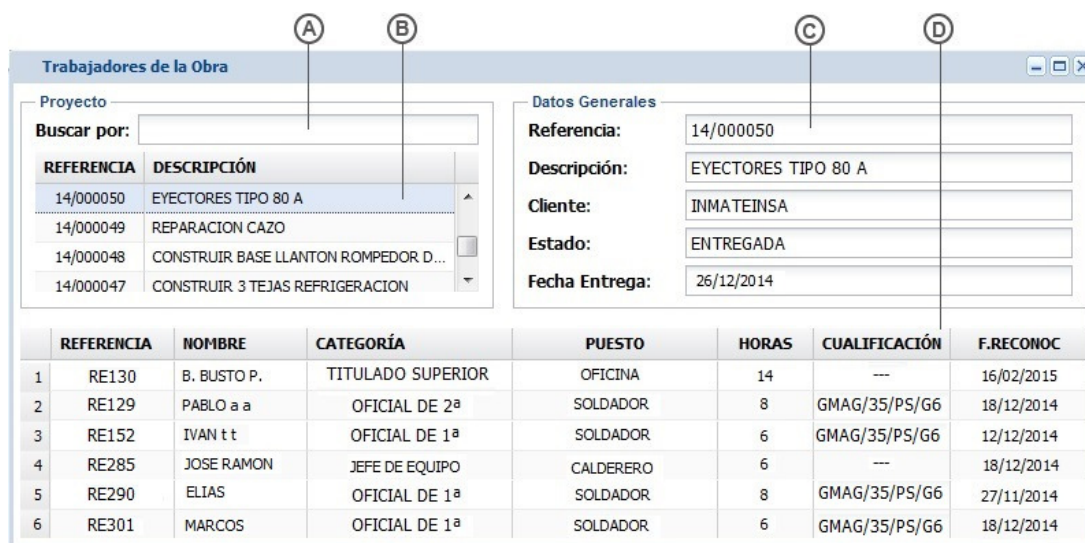 A B C D
Trabajadores de la Obra
Proyecto
Buscar por:
REFERENCIA DESCRIPCIÓN
14/000050 EYECTORES TIPO 80 A
14/000049 REPARACION CAZO
14/000048 CONSTRUIR BASE LLANTON ROMPEDOR D...
14/000047 CONSTRUIR 3 TEJAS REFRIGERACION
Datos Generales
Referencia: 14/000050
Descripción: EYECTORES TIPO 80 A
Cliente: INMATEINSA
Estado: ENTREGADA
Fecha Entrega: 26/12/2014
REFERENCIA NOMBRE CATEGORÍA PUESTO HORAS CUALIFICACIÓN F.RECONOC
1 RE130 B. BUSTO P. TITULADO SUPERIOR OFICINA 14 --- 16/02/2015
2 RE129 PABLO a a OFICIAL DE 2ª SOLDADOR 8 GMAG/35/PS/G6 18/12/2014
3 RE152 IVAN t t OFICIAL DE 1ª SOLDADOR 6 GMAG/35/PS/G6 12/12/2014
4 RE285 JOSE RAMON JEFE DE EQUIPO CALDERERO 6 --- 18/12/2014
5 RE290 ELIAS OFICIAL DE 1ª SOLDADOR 8 GMAG/35/PS/G6 27/11/2014
6 RE301 MARCOS OFICIAL DE 1ª SOLDADOR 6 GMAG/35/PS/G6 18/12/2014